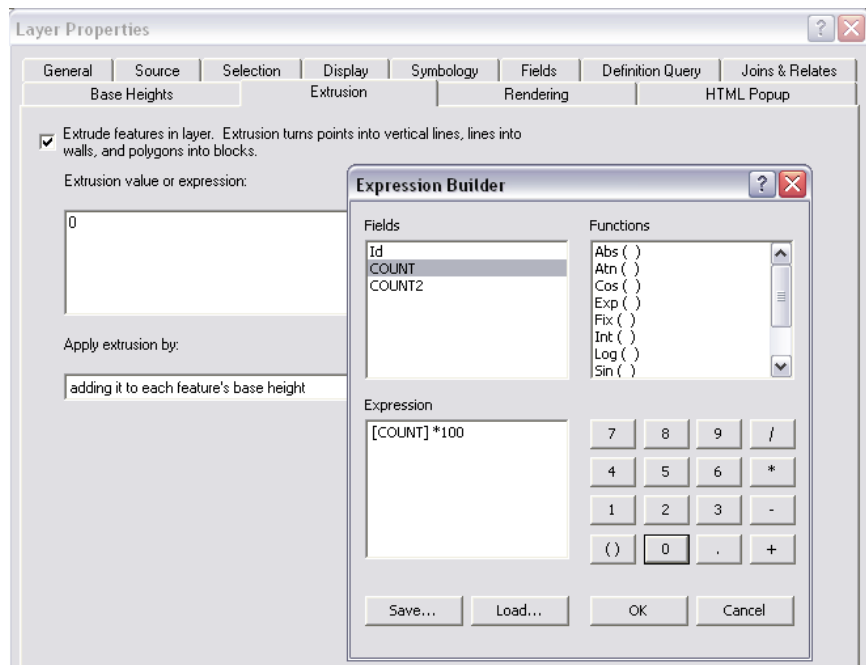 Layer Properties
?
General
Source
Selection
Display
Symbology
Fields
Definition Query
Joins & Relates
Base Heights
Extrusion
Rendering
HTML Popup
Extrude features in layer. Extrusion turns points into vertical lines, lines into
walls, and polygons into blocks.
Extrusion value or expression:
0
Apply extrusion by:
adding it to each feature's base height
Expression Builder
?
Fields
Id
COUNT
COUNT2
Functions
Abs ( )
Atn ( )
Cos ( )
Exp ( )
Fix ( )
Int ( )
Log ( )
Sin ( )
Expression
[COUNT] *100
7 8 9 /
4 5 6 *
1 2 3 -
( ) 0 . +
Save...
Load...
OK
Cancel